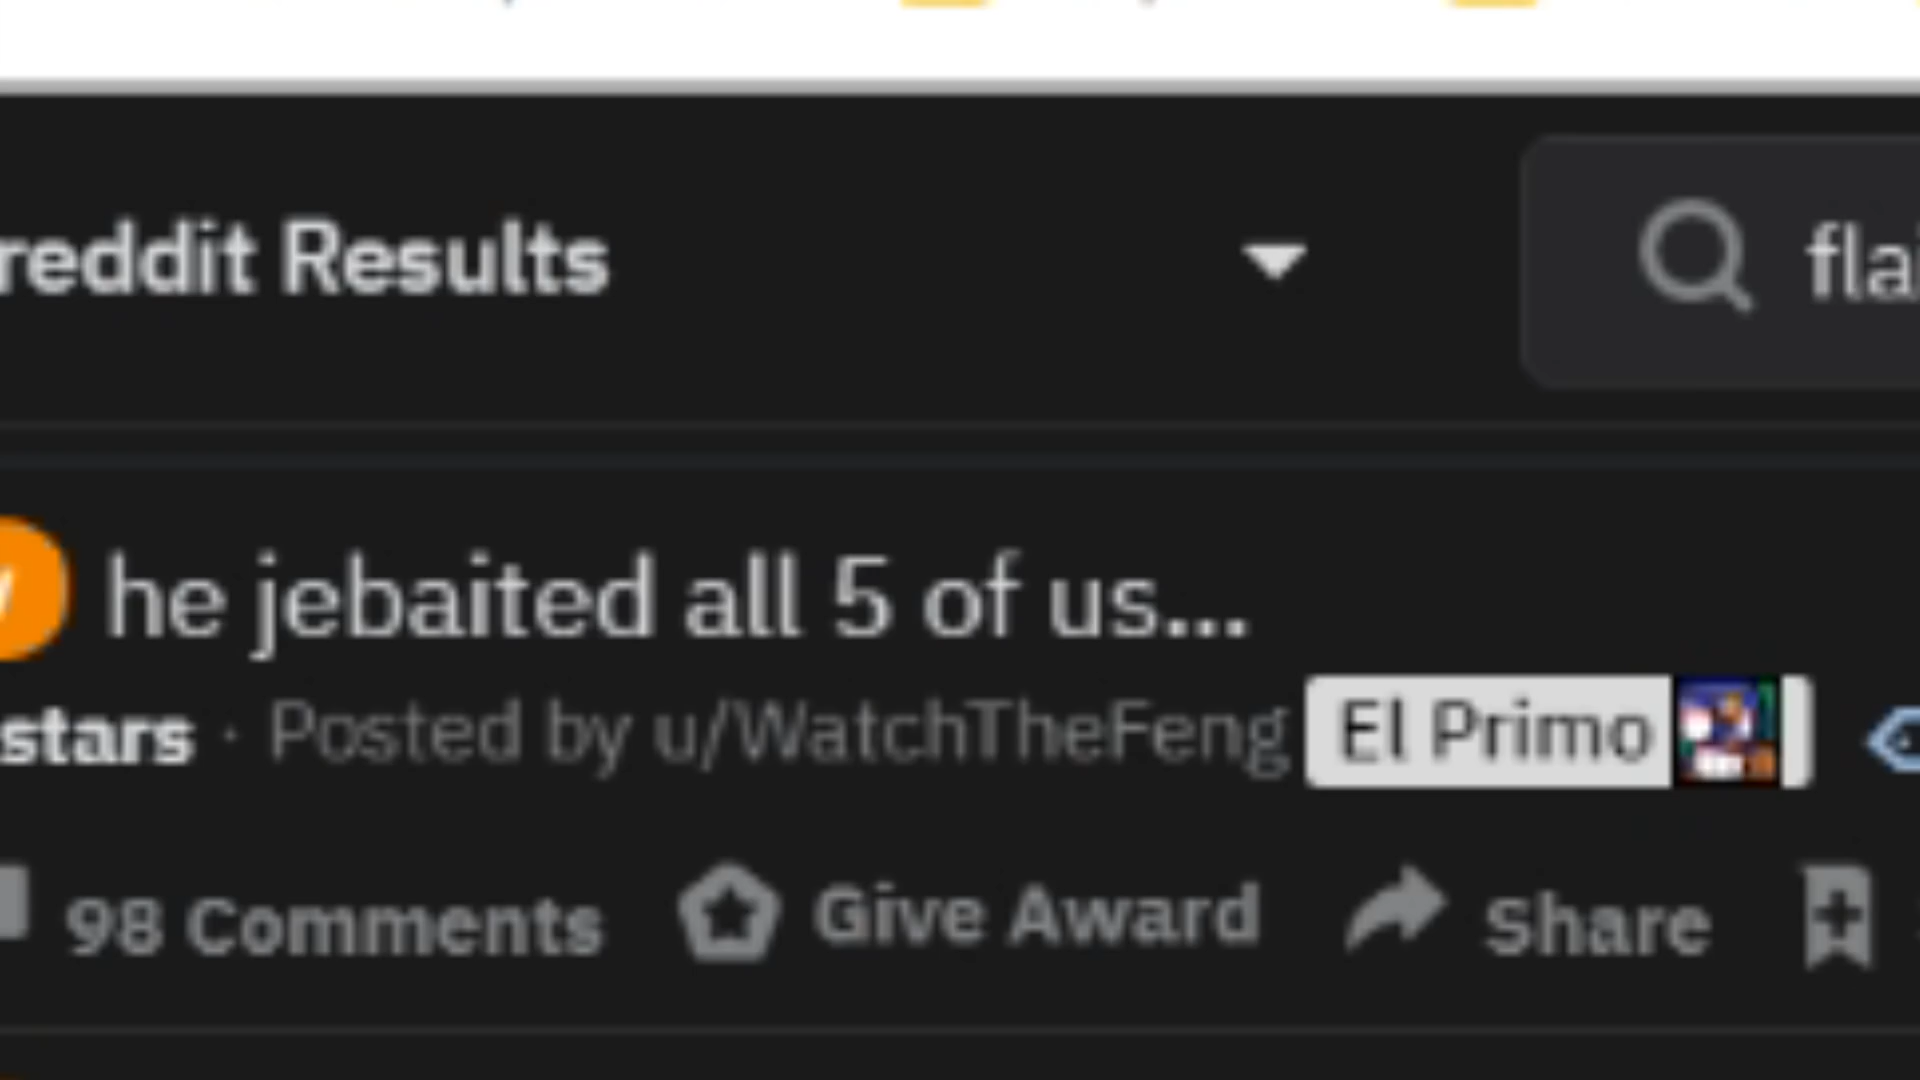 reddit Results
fla
he jebaited all 5 of us...
stars · Posted by u/WatchTheFeng El Primo
98 Comments Give Award Share